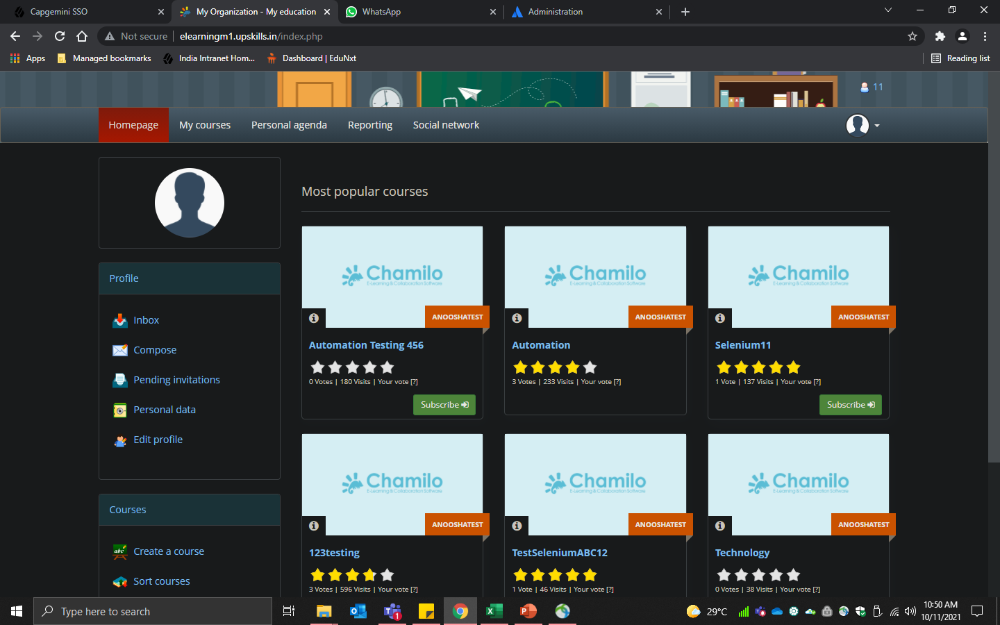 Capgemini SSO
My Organization - My education
WhatsApp
Administration
Not secure
elearningm1.upskills.in/index.php
Apps
Managed bookmarks
India Intranet Hom...
Dashboard | EduNxt
Reading list
11
Homepage
My courses
Personal agenda
Reporting
Social network
Most popular courses
Profile
Inbox
Compose
Pending invitations
Personal data
Edit profile
Courses
abc
Create a course
Sort courses
Chamilo
E-Learning & Collaboration Software
ANOOSHATEST
Automation Testing 456
0 Votes | 180 Visits | Your vote [?]
Subscribe
Chamilo
E-Learning & Collaboration Software
ANOOSHATEST
Automation
3 Votes | 233 Visits | Your vote [?]
Chamilo
E-Learning & Collaboration Software
ANOOSHATEST
Selenium11
1 Vote | 137 Visits | Your vote [?]
Subscribe
Chamilo
E-Learning & Collaboration Software
ANOOSHATEST
123testing
3 Votes | 596 Visits | Your vote [?]
Chamilo
E-Learning & Collaboration Software
ANOOSHATEST
TestSeleniumABC12
1 Vote | 46 Visits | Your vote [?]
Chamilo
E-Learning & Collaboration Software
ANOOSHATEST
Technology
0 Votes | 38 Visits | Your vote [?]
Type here to search
1
29°C
10:50 AM
10/11/2021